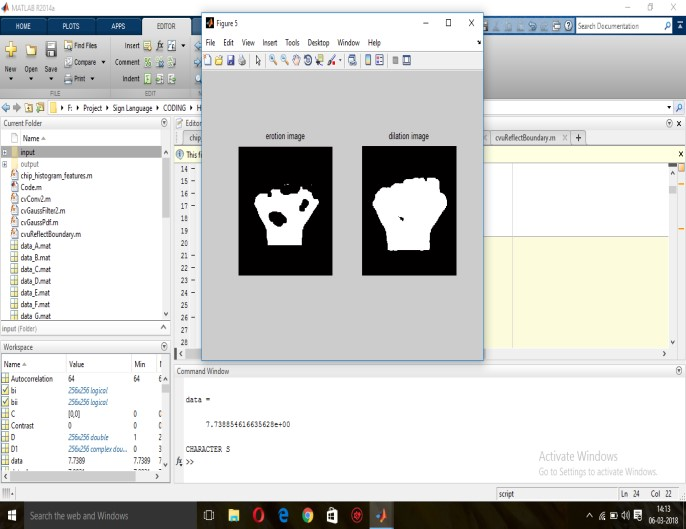 MATLAB R2014a
HOME PLOTS APPS EDITOR
Search Documentation
New Open Save
Find Files
Compare
Print
Insert
Comment
Indent
FILE EDIT
F: Project Sign Language CODING
Current Folder
Name
input
output
chip_histogram_features.m
Code.m
cvConv2.m
cvGaussFilter2.m
cvGaussPdf.m
cvuReflectBoundary.m
data_A.mat
data_B.mat
data_C.mat
data_D.mat
data_E.mat
data_F.mat
data_G.mat
input (Folder)
Workspace
Name Value Min
Autocorrelation 64 64
bi 256x256 logical
bii 256x256 logical
C [0,0] 0
Contrast 0 0
D 256x256 double 1
D1 256x256 complex dou... 0
data 7.7389 7.7389
Editor
cvuReflectBoundary.m
14
15
16
17
18
19
20
21
22
23
24
25
26
27
28
Figure 5
File Edit View Insert Tools Desktop Window Help
erotion image dilation image
Command Window
data =
7.738854616635628e+00
CHARACTER S
>>
Activate Windows
Go to Settings to activate Windows.
script Ln 24 Col 22
Search the web and Windows
14:13
06-03-2018